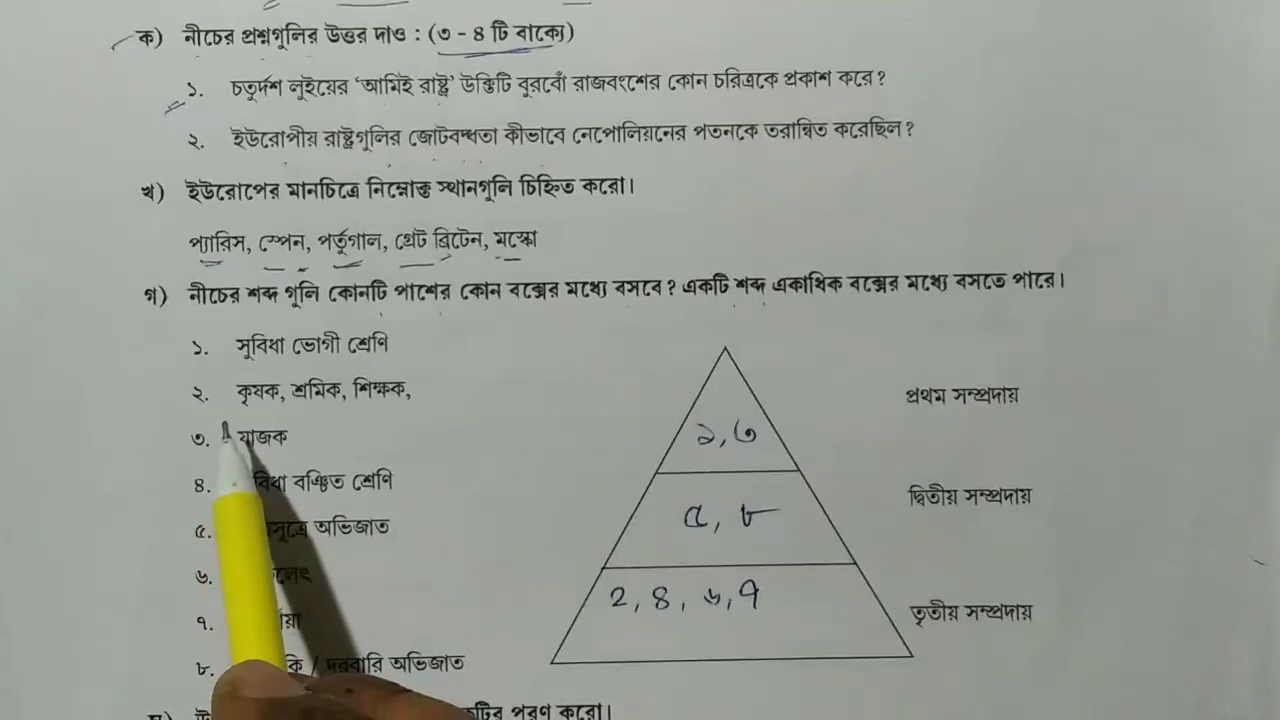 ক) নীচের প্রশ্নগুলির উত্তর দাও : (৩ - ৪ টি বাক্যে)
১. চতুর্দশ লুইয়ের ‘আমিই রাষ্ট্র’ উক্তিটি বুরবোঁ রাজবংশের কোন চরিত্রকে প্রকাশ করে?
২. ইউরোপীয় রাষ্ট্রগুলির জোটবদ্ধতা কীভাবে নেপোলিয়নের পতনকে তরান্বিত করেছিল?
খ) ইউরোপের মানচিত্রে নিম্নোক্ত স্থানগুলি চিহ্নিত করো।
প্যারিস, স্পেন, পর্তুগাল, গ্রেট ব্রিটেন, মস্কো
গ) নীচের শব্দ গুলি কোনটি পাশের কোন বক্সের মধ্যে বসবে? একটি শব্দ একাধিক বক্সের মধ্যে বসতে পারে।
১. সুবিধা ভোগী শ্রেণি
২. কৃষক, শ্রমিক, শিক্ষক,
প্রথম সম্প্রদায়
৩. যাজক
১, ৩
৪. বঞ্চিত শ্রেণি
দ্বিতীয় সম্প্রদায়
৫. অভিজাত
৫, ৮
৬.
২, ৪, ৬, ৭
৭.
তৃতীয় সম্প্রদায়
৮. / দরবারি অভিজাত
পূরণ করো।